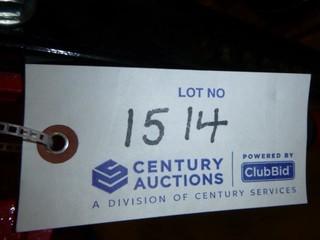 LOT NO
1514
CENTURY AUCTIONS
POWERED BY ClubBid
A DIVISION OF CENTURY SERVICES